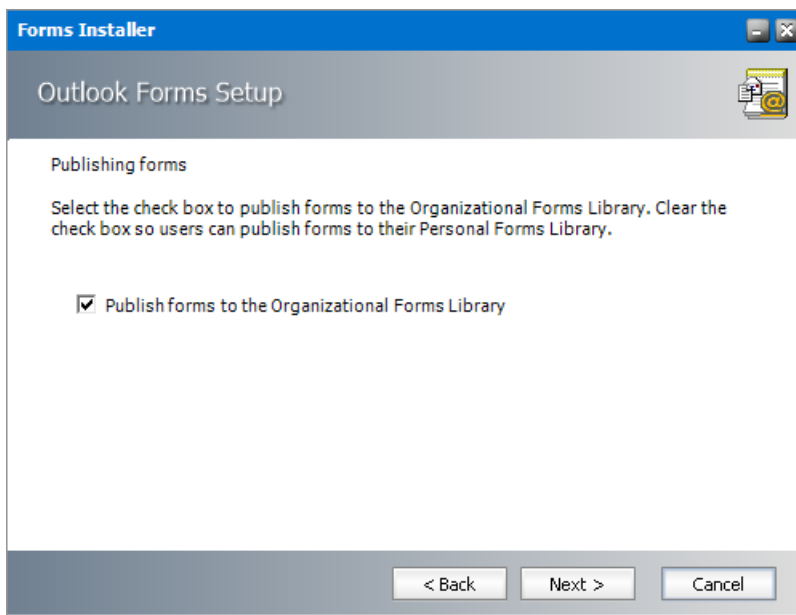 Forms Installer
Outlook Forms Setup
Publishing forms
Select the check box to publish forms to the Organizational Forms Library. Clear the
check box so users can publish forms to their Personal Forms Library.
Publish forms to the Organizational Forms Library
< Back Next > Cancel